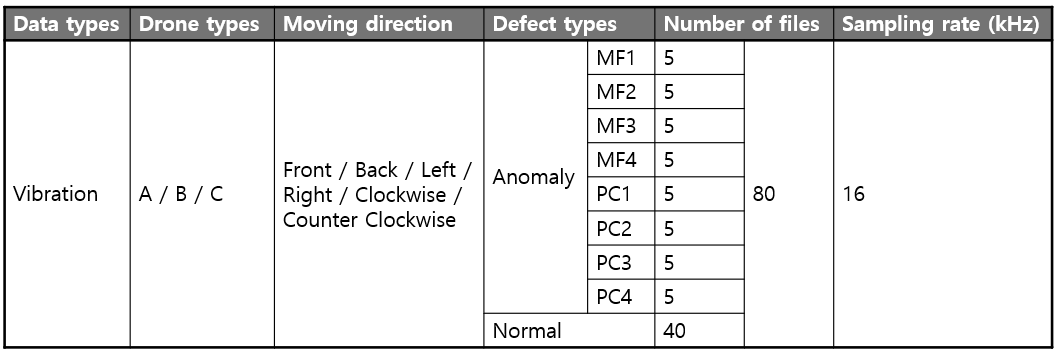 Data types Drone types Moving direction Defect types Number of files Sampling rate (kHz)
Vibration
A / B / C
Front / Back / Left /
Right / Clockwise /
Counter Clockwise
Anomaly
MF1 5
MF2 5
MF3 5
MF4 5
PC1 5
PC2 5
PC3 5
PC4 5
Normal 40
80
16